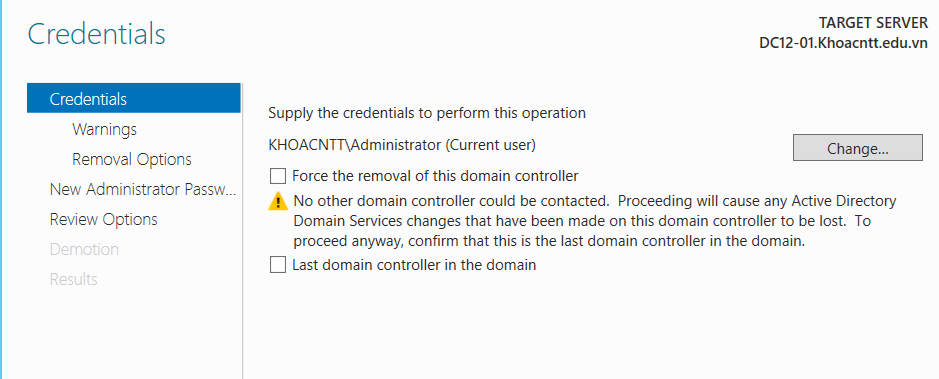 Credentials
TARGET SERVER
DC12-01.Khoacntt.edu.vn
Credentials
Warnings
Removal Options
New Administrator Passw...
Review Options
Demotion
Results
Supply the credentials to perform this operation
KHOACNTT\Administrator (Current user)
Change...
Force the removal of this domain controller
No other domain controller could be contacted. Proceeding will cause any Active Directory
Domain Services changes that have been made on this domain controller to be lost. To
proceed anyway, confirm that this is the last domain controller in the domain.
Last domain controller in the domain